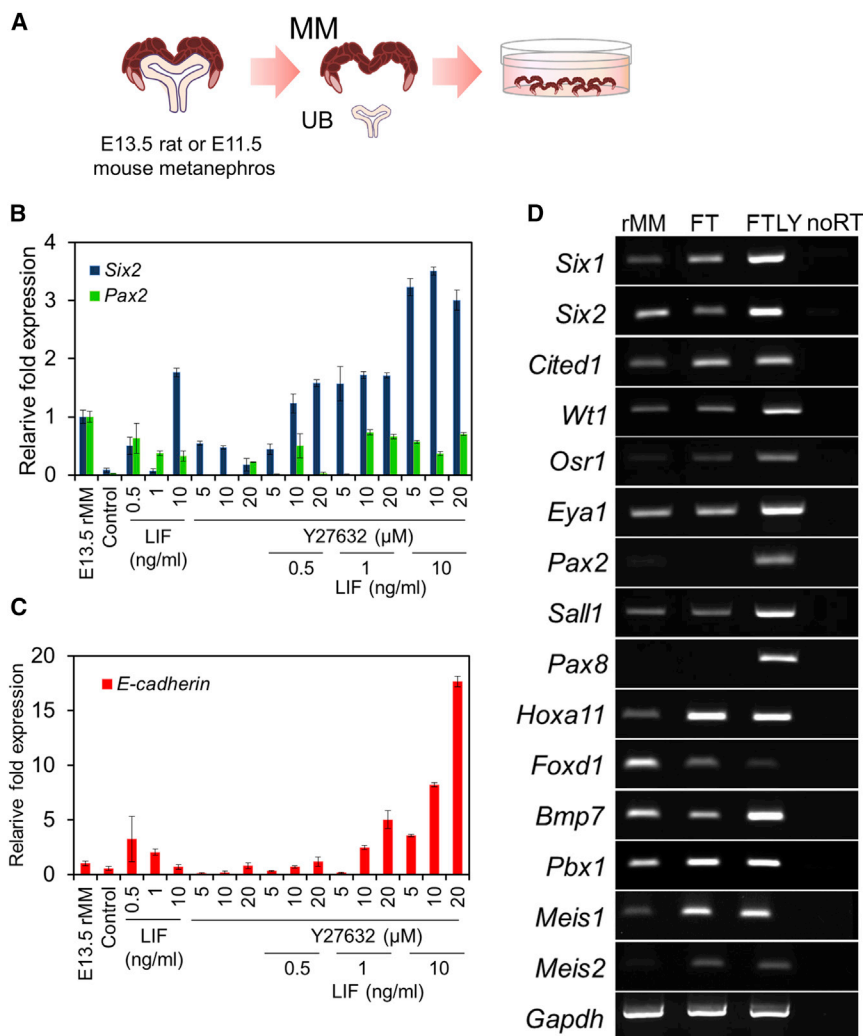 A
MM
UB
E13.5 rat or E11.5
mouse metanephros
B
Relarive fold expression
4
3
2
1
0
Six2
Pax2
E13.5 rMM
Control
0.5
1
10
5
10
20
5
10
20
5
10
20
5
10
20
LIF
(ng/ml)
Y27632 (µM)
0.5
1
10
LIF (ng/ml)
C
Relarive fold expression
20
15
10
5
0
E-cadherin
E13.5 rMM
Control
0.5
1
10
5
10
20
5
10
20
5
10
20
5
10
20
LIF
(ng/ml)
Y27632 (µM)
0.5
1
10
LIF (ng/ml)
D
rMM FT FTLY noRT
Six1
Six2
Cited1
Wt1
Osr1
Eya1
Pax2
Sall1
Pax8
Hoxa11
Foxd1
Bmp7
Pbx1
Meis1
Meis2
Gapdh